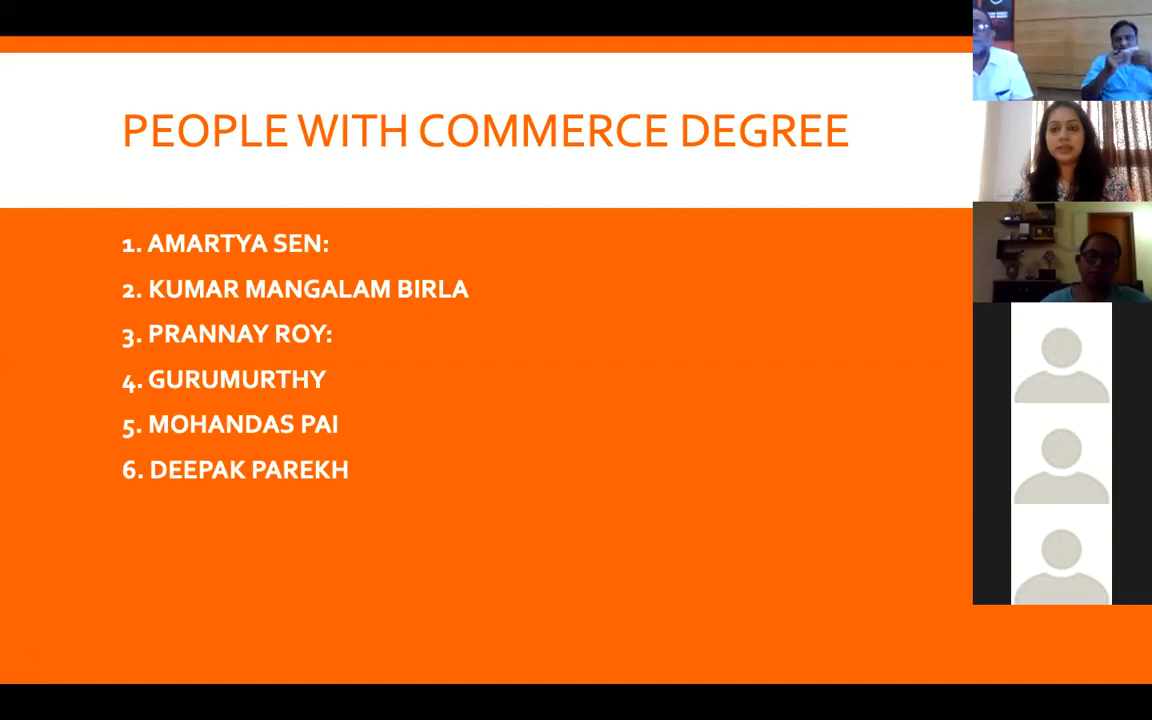 PEOPLE WITH COMMERCE DEGREE
1. AMARTYA SEN:
2. KUMAR MANGALAM BIRLA
3. PRANNAY ROY:
4. GURUMURTHY
5. MOHANDAS PAI
6. DEEPAK PAREKH